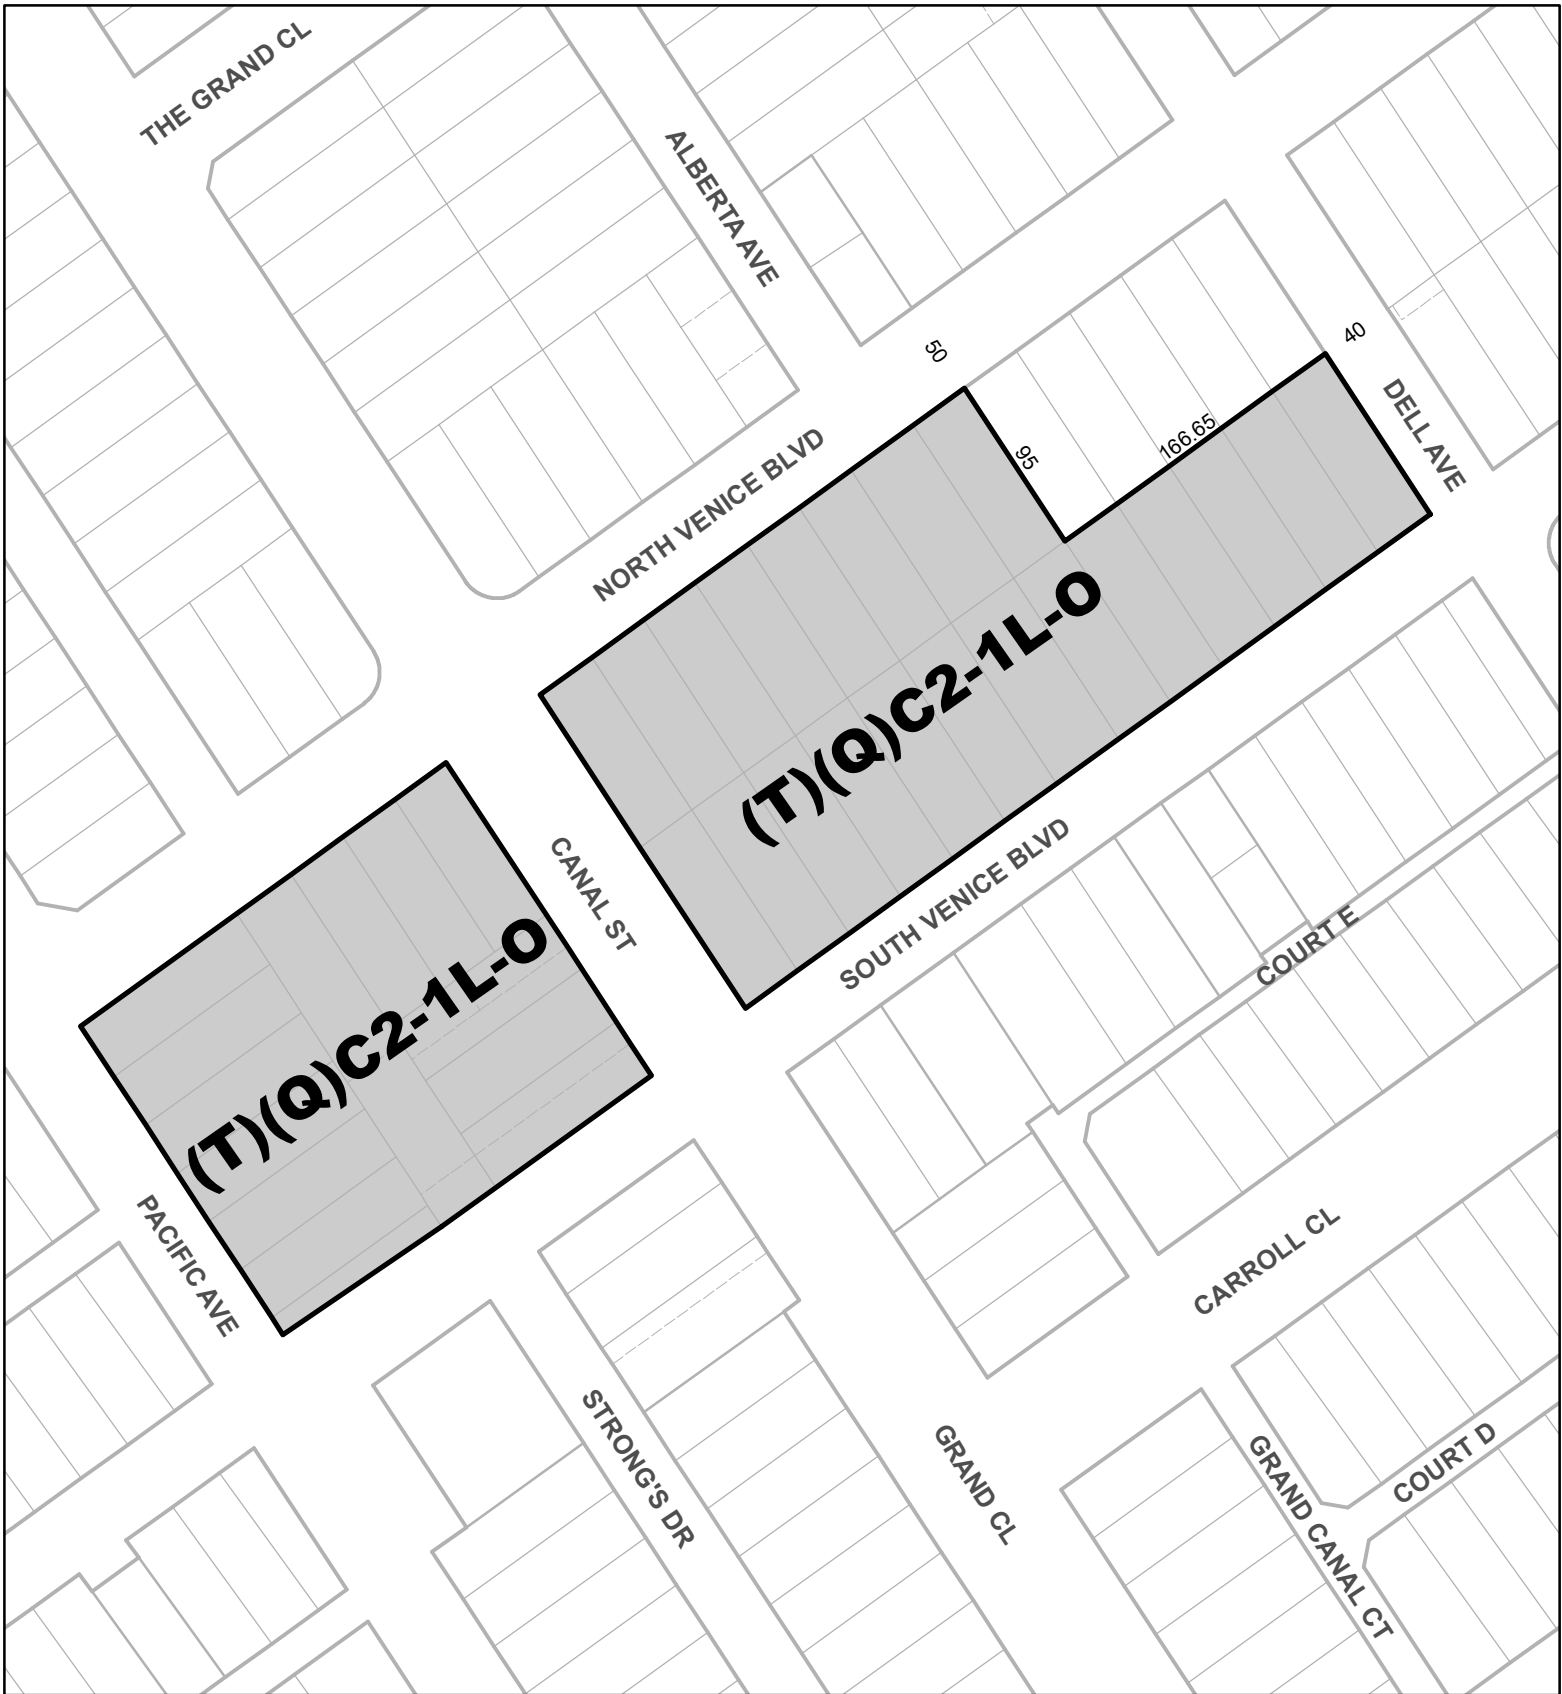 THE GRAND CL
ALBERTA AVE
50
40
DELL AVE
95
166.65
NORTH VENICE BLVD
(T)(Q)C2-1L-O
CANAL ST
SOUTH VENICE BLVD
COURT E
(T)(Q)C2-1L-O
PACIFIC AVE
CARROLL CL
STRONG'S DR
GRAND CL
GRAND CANAL CT
COURT D